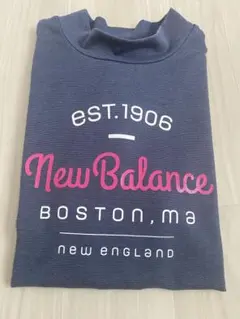 est.1906
New Balance
BOSTON, ma
new england